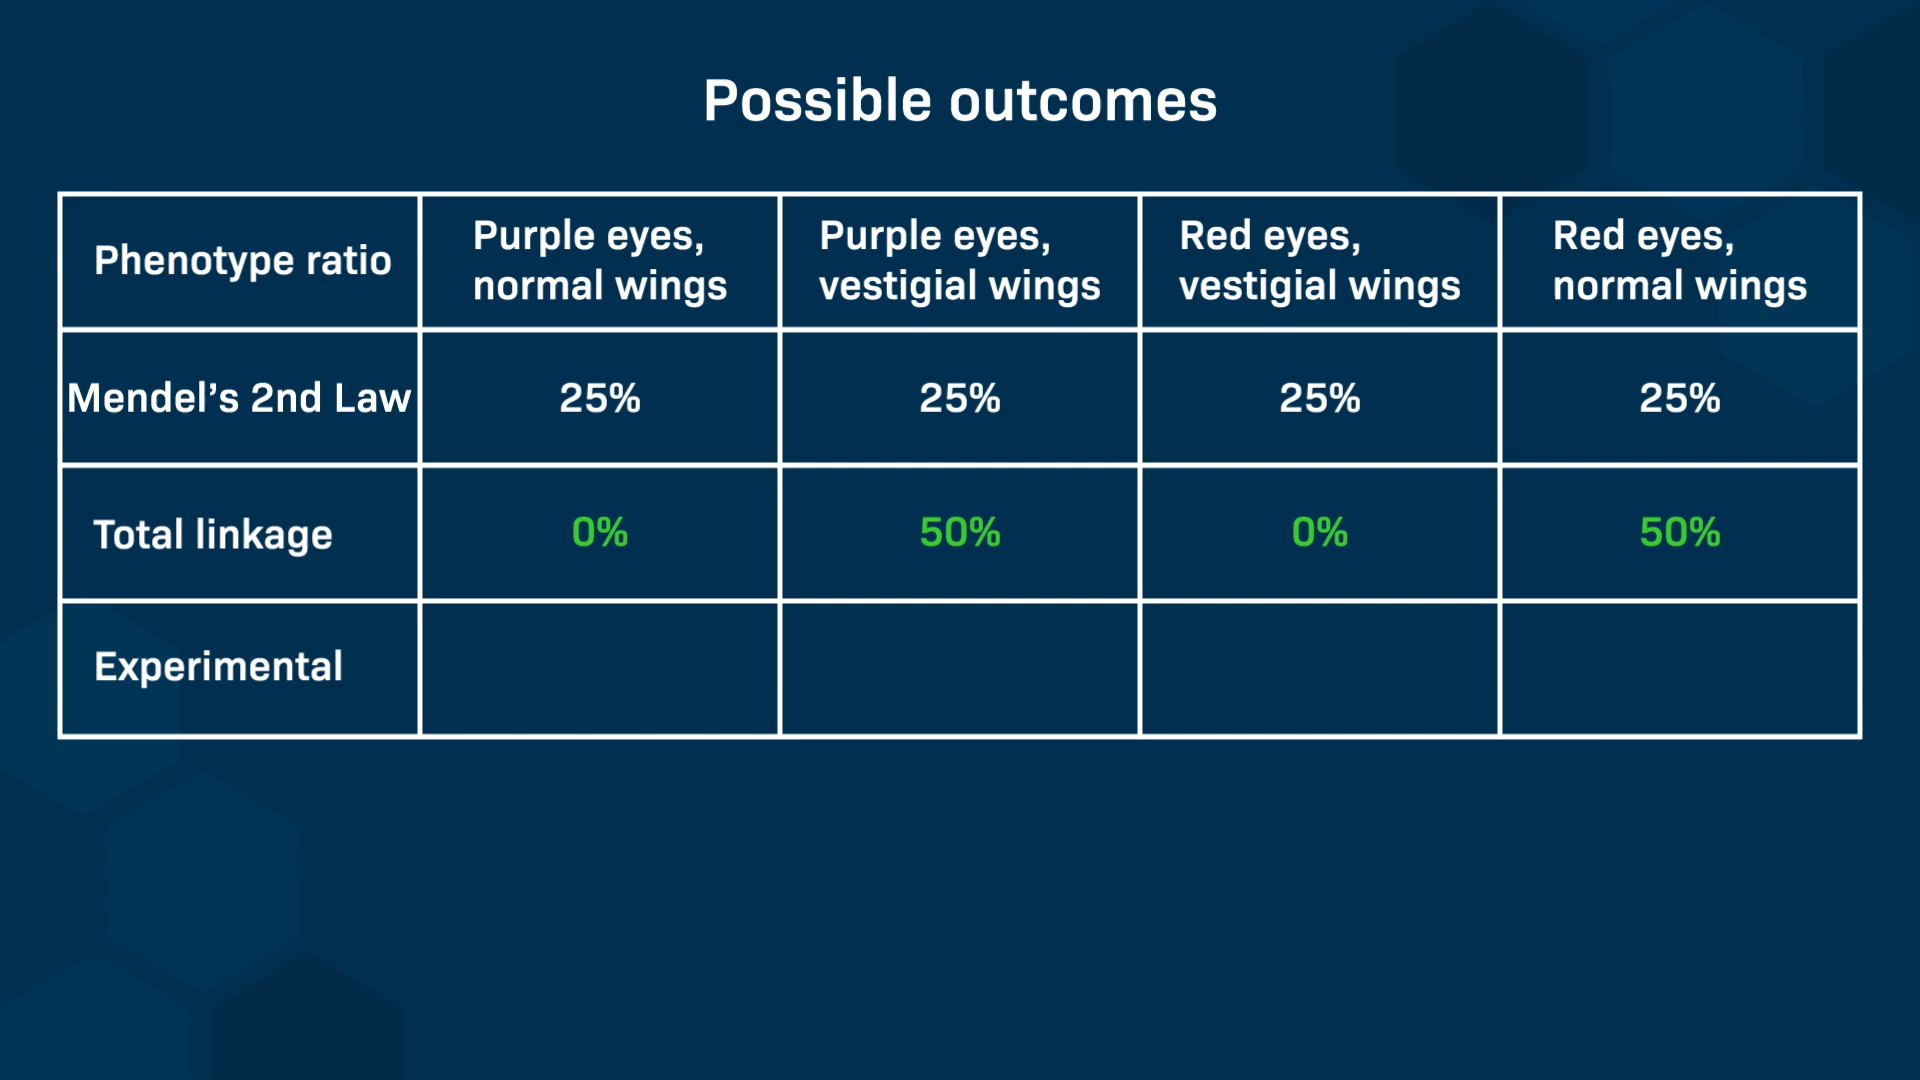 Possible outcomes
Phenotype ratio
Purple eyes,
normal wings
Purple eyes,
vestigial wings
Red eyes,
vestigial wings
Red eyes,
normal wings
Mendel’s 2nd Law 25% 25% 25% 25%
Total linkage 0% 50% 0% 50%
Experimental